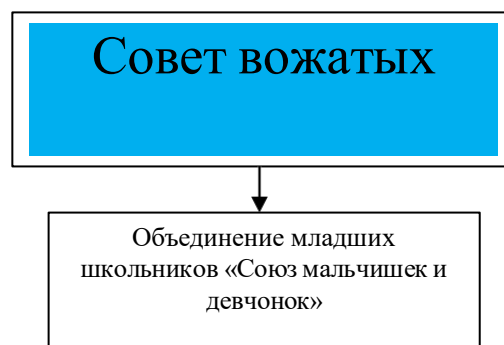 Совет вожатых
Объединение младших
школьников «Союз мальчишек и
девчонок»